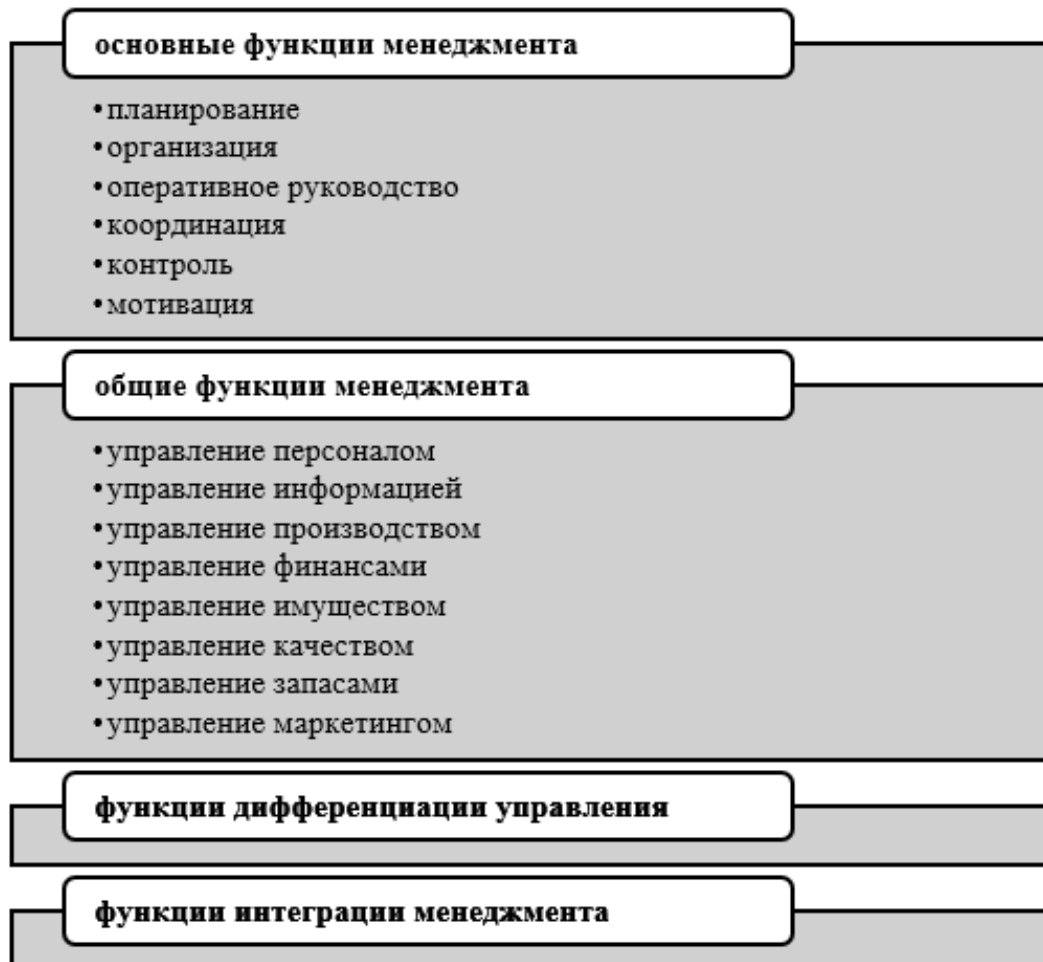 основные функции менеджмента
•планирование
•организация
•оперативное руководство
•координация
•контроль
•мотивация
общие функции менеджмента
•управление персоналом
•управление информацией
•управление производством
•управление финансами
•управление имуществом
•управление качеством
•управление запасами
•управление маркетингом
функции дифференциации управления
функции интеграции менеджмента